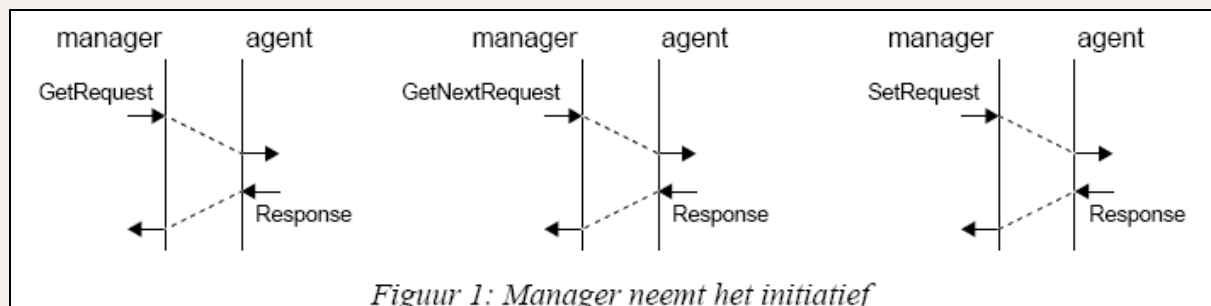 manager agent manager agent manager agent
GetRequest GetNextRequest SetRequest
Response Response Response
Figuur 1: Manager neemt het initiatief